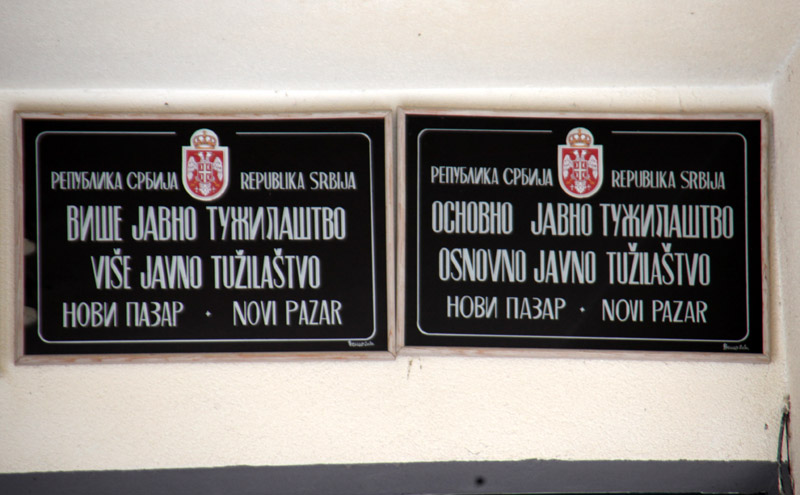 РЕПУБЛИКА СРБИЈА REPUBLIKA SRBIJA
ВИШЕ ЈАВНО ТУЖИЛАШТВО
VIŠE JAVNO TUŽILAŠTVO
НОВИ ПАЗАР · NOVI PAZAR
РЕПУБЛИКА СРБИЈА REPUBLIKA SRBIJA
ОСНОВНО ЈАВНО ТУЖИЛАШТВО
OSNOVNO JAVNO TUŽILAŠTVO
НОВИ ПАЗАР · NOVI PAZAR